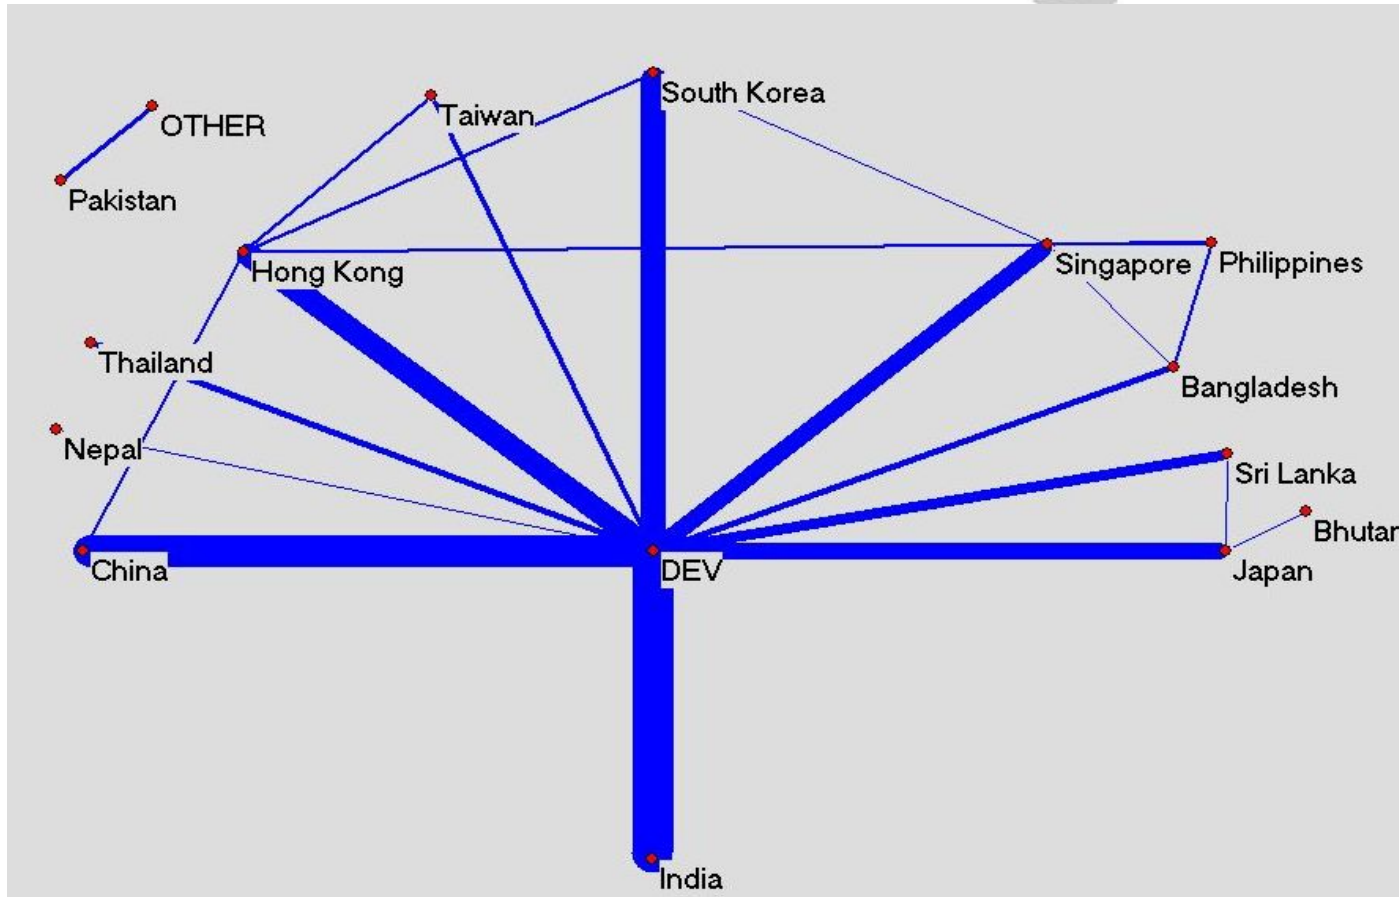 South Korea
Taiwan
OTHER
Pakistan
Hong Kong
Singapore
Philippines
Thailand
Bangladesh
Nepal
Sri Lanka
Bhutan
China
DEV
Japan
India